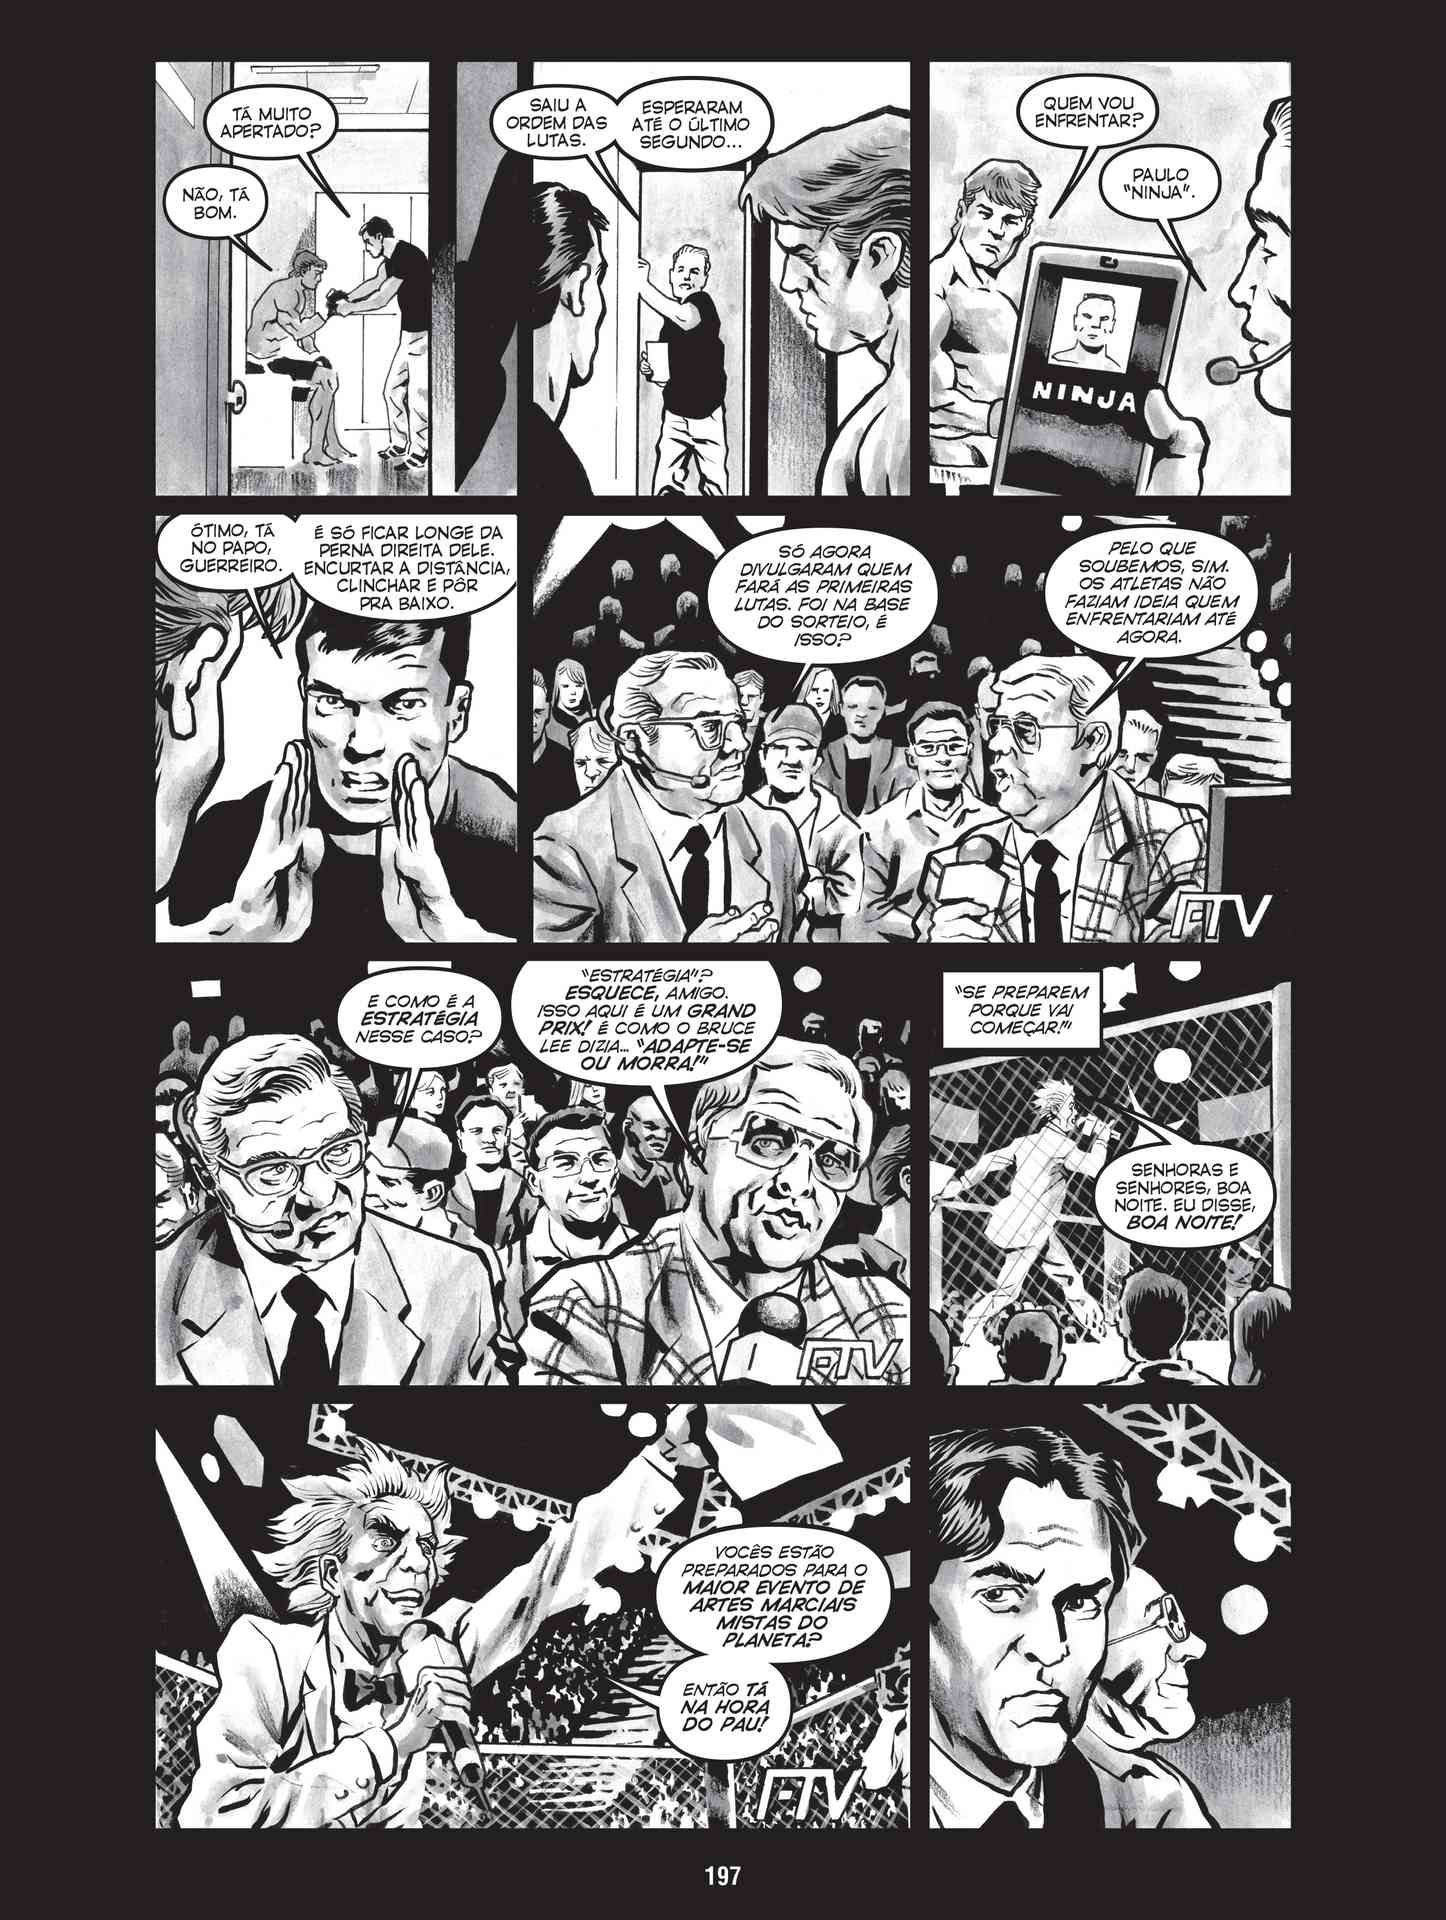 TÁ MUITO
APERTADO?
NÃO, TÁ
BOM.
SAIU A
ORDEM DAS
LUTAS.
ESPERARAM
ATÉ O ÚLTIMO
SEGUNDO...
QUEM VOU
ENFRENTAR?
PAULO
"NINJA".
NINJA
ÓTIMO, TÁ
NO PAPO,
GUERREIRO.
É SÓ FICAR LONGE DA
PERNA DIREITA DELE.
ENCURTAR A DISTÂNCIA,
CLINCHAR E PÔR
PRA BAIXO.
SÓ AGORA
DIVULGARAM QUEM
FARÁ AS PRIMEIRAS
LUTAS. FOI NA BASE
DO SORTEIO, É
ISSO?
PELO QUE
SOUBEMOS, SIM.
OS ATLETAS NÃO
FAZIAM IDEIA QUEM
ENFRENTARIAM ATÉ
AGORA.
E COMO É A
ESTRATÉGIA
NESSE CASO?
"ESTRATÉGIA"?
ESQUECE, AMIGO.
ISSO AQUI É UM GRAND
PRIX! É COMO O BRUCE
LEE DIZIA... "ADAPTE-SE
OU MORRA!"
"SE PREPAREM
PORQUE VAI
COMEÇAR!"
SENHORAS E
SENHORES, BOA
NOITE. EU DISSE,
BOA NOITE!
VOCÊS ESTÃO
PREPARADOS PARA O
MAIOR EVENTO DE
ARTES MARCIAIS
MISTAS DO
PLANETA?
ENTÃO TÁ
NA HORA
DO PAU!
197